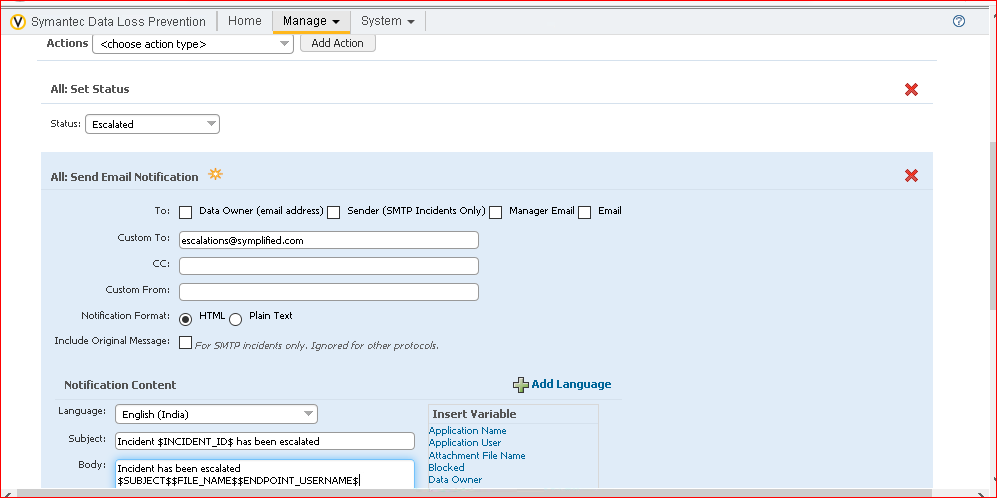 Symantec Data Loss Prevention Home Manage System
Actions <choose action type> Add Action
All: Set Status
Status: Escalated
All: Send Email Notification
To: Data Owner (email address) Sender (SMTP Incidents Only) Manager Email Email
Custom To: escalations@symplified.com
CC:
Custom From:
Notification Format: HTML Plain Text
Include Original Message: For SMTP incidents only. Ignored for other protocols.
Notification Content Add Language
Language: English (India) Insert Variable
Application Name
Subject: Incident $INCIDENT_ID$ has been escalated Application User
Attachment File Name
Body: Incident has been escalated Blocked
$SUBJECT$$FILE_NAME$$ENDPOINT_USERNAME$ Data Owner